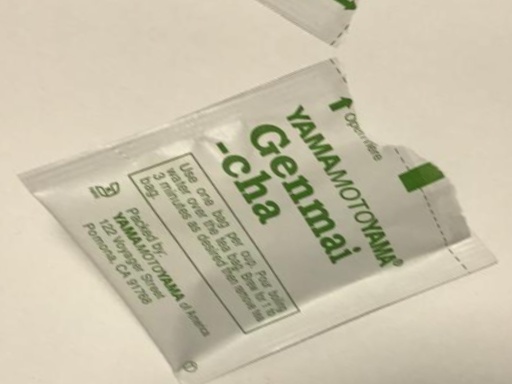 Open Here
YAMAMOTOYAMA®
Genmai
-cha
Use one bag per cup. Pour boiling
water over the tea bag. Brew for 1 to
3 minutes as desired then remove tea
bag.
Packed by:
YAMAMOTOYAMA of America
122 Voyager Street
Pomona, CA 91768